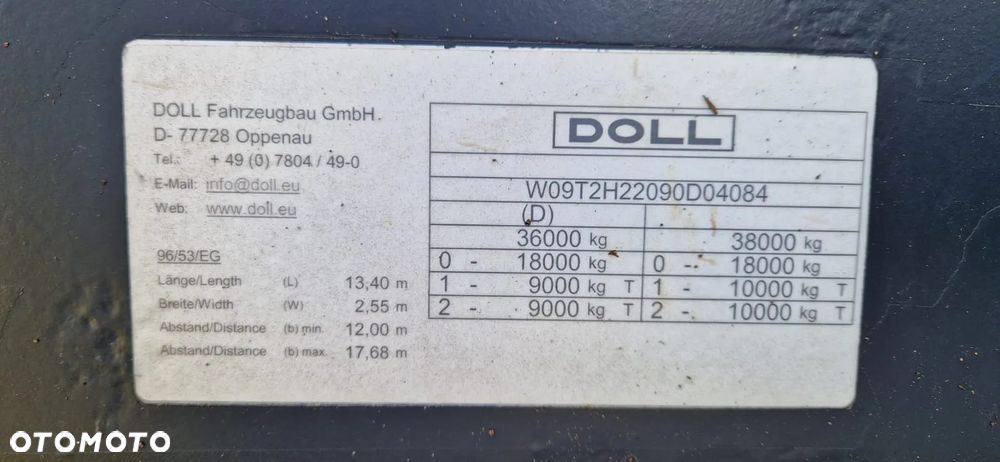 DOLL Fahrzeugbau GmbH.
D- 77728 Oppenau
Tel.: + 49 (0) 7804 / 49-0
E-Mail: info@doll.eu
Web: www.doll.eu
96/53/EG
Länge/Length (L) 13,40 m
Breite/Width (W) 2,55 m
Abstand/Distance (b) min. 12,00 m
Abstand/Distance (b) max. 17,68 m
DOLL
W09T2H22090D04084
(D)
36000 kg 38000 kg
0 - 18000 kg 0 - 18000 kg
1 - 9000 kg T 1 - 10000 kg T
2 - 9000 kg T 2 - 10000 kg T
OTOMOTO